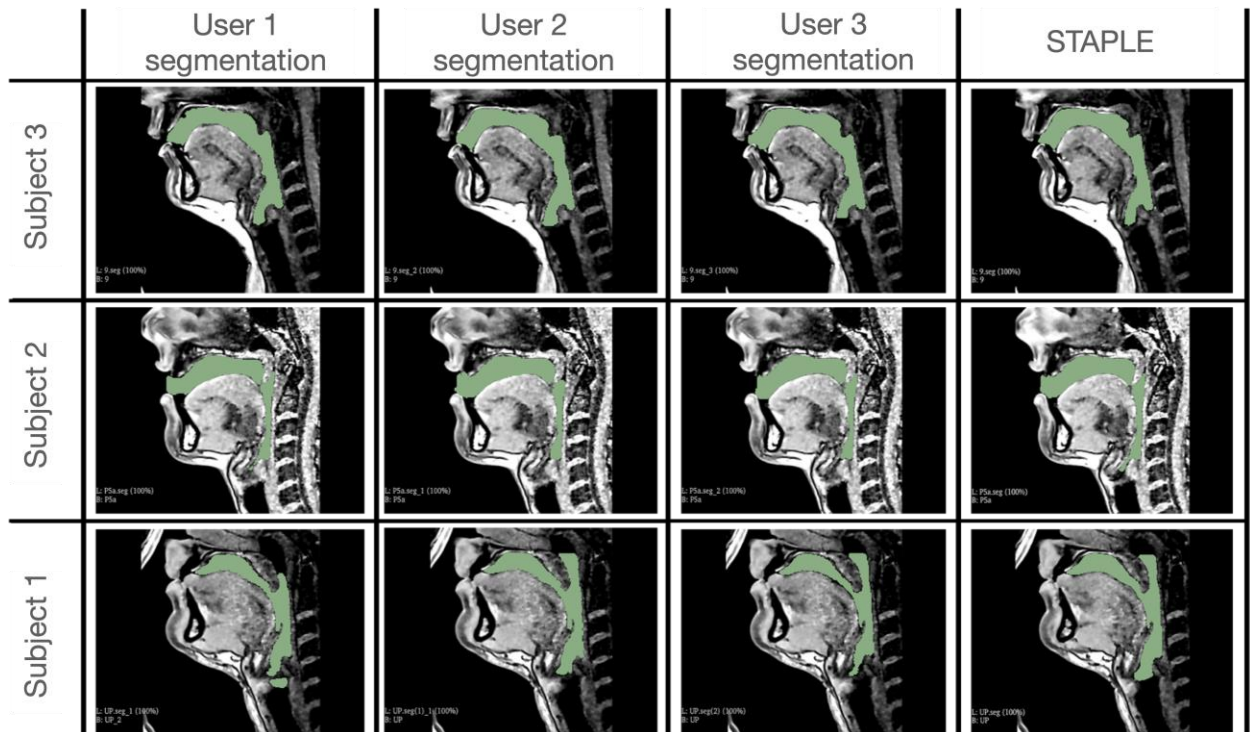 User 1
segmentation
User 2
segmentation
User 3
segmentation
STAPLE
Subject 3
L: 9.seg (100%)
B: 9
L: 9.seg_2 (100%)
B: 9
L: 9.seg_3 (100%)
B: 9
L: 9.seg (100%)
B: 9
Subject 2
L: P5a.seg (100%)
B: P5a
L: P5a.seg_1 (100%)
B: P5a
L: P5a.seg_2 (100%)
B: P5a
L: P5a.seg (100%)
B: P5a
Subject 1
L: UP.seg_1 (100%)
B: UP_2
L: UP.seg(1)_1 (100%)
B: UP
L: UP.seg(2) (100%)
B: UP
L: UP.seg (100%)
B: UP